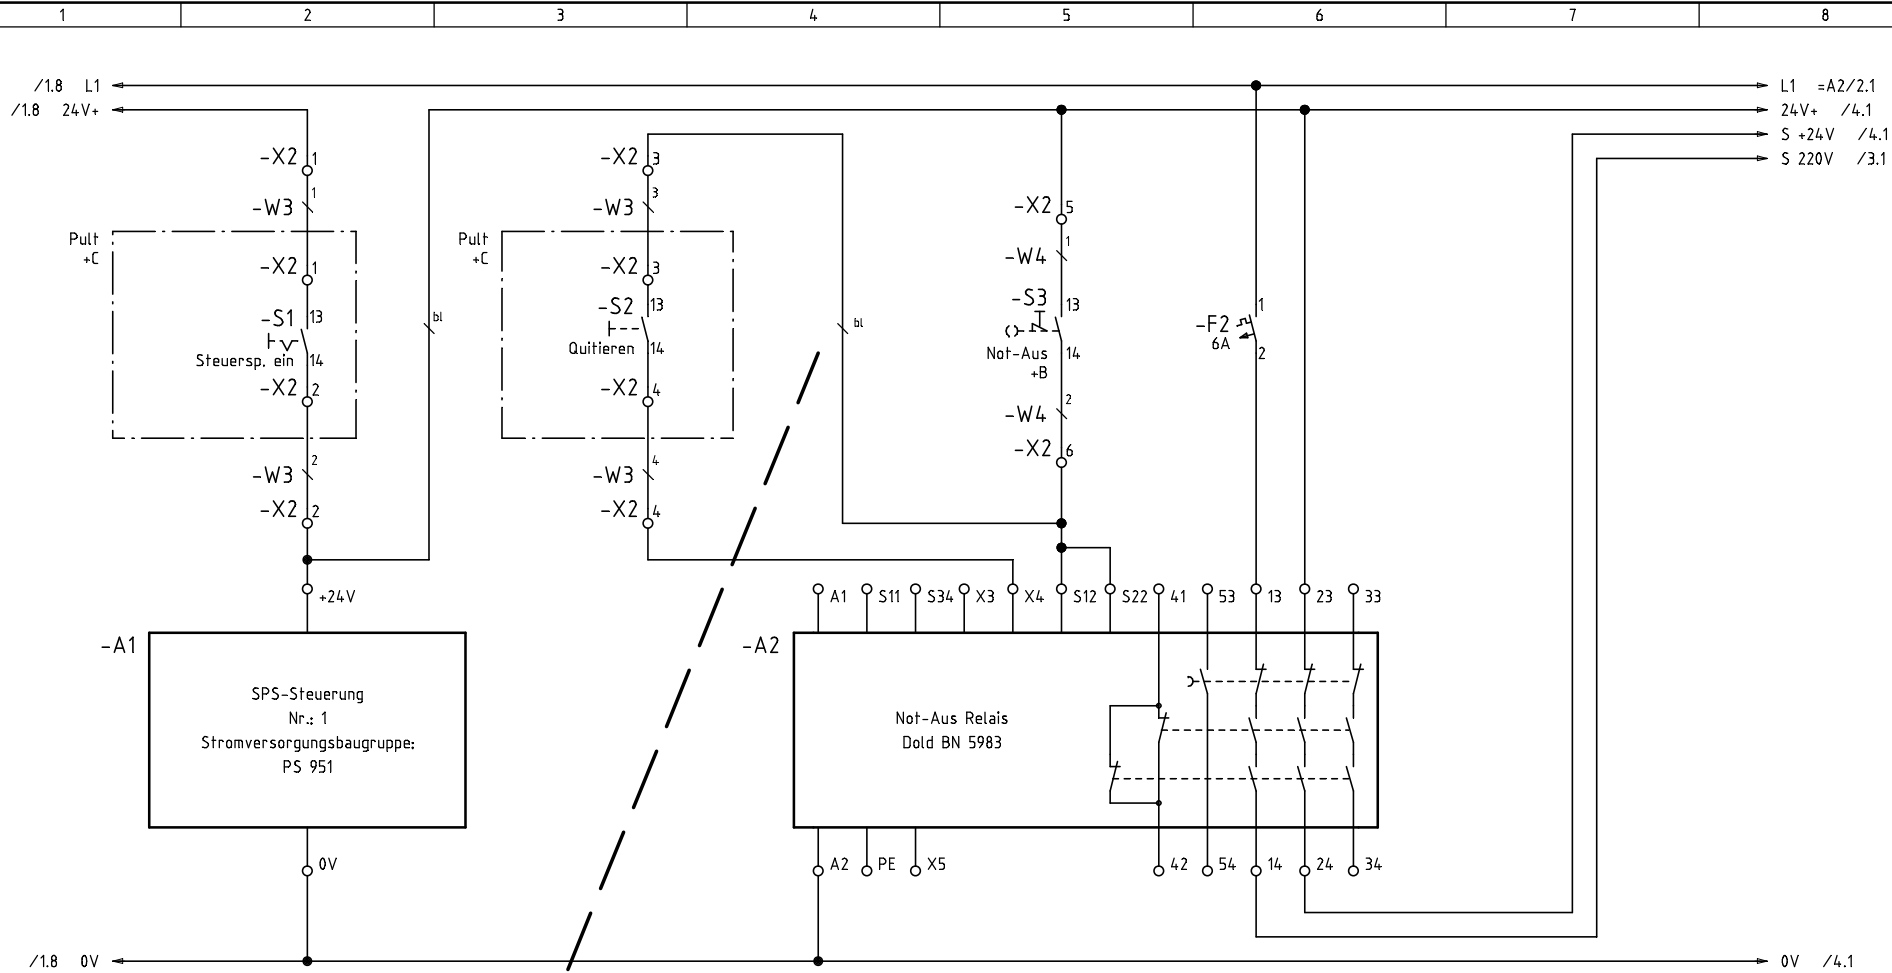 1 2 3 4 5 6 7 8
/1.8 L1
L1 =A2/2.1
/1.8 24V+
24V+ /4.1
S +24V /4.1
S 220V /3.1
-X2 1
1
-W3
Pult
+C
-X2 1
-S1 13
Steuersp. ein 14
-X2 2
2
-W3
-X2 2
bl
+24V
-A1
SPS-Steuerung
Nr.: 1
Stromversorgungsbaugruppe:
PS 951
0V
-X2 3
3
-W3
Pult
+C
-X2 3
-S2 13
Quitieren 14
-X2 4
4
-W3
-X2 4
bl
-X2 5
1
-W4
-S3 13
Not-Aus 14
+B
2
-W4
-X2 6
1
-F2
6A
2
A1 S11 S34 X3 X4 S12 S22 41 53 13 23 33
-A2
Not-Aus Relais
Dold BN 5983
A2 PE X5 42 54 14 24 34
/1.8 0V
0V /4.1